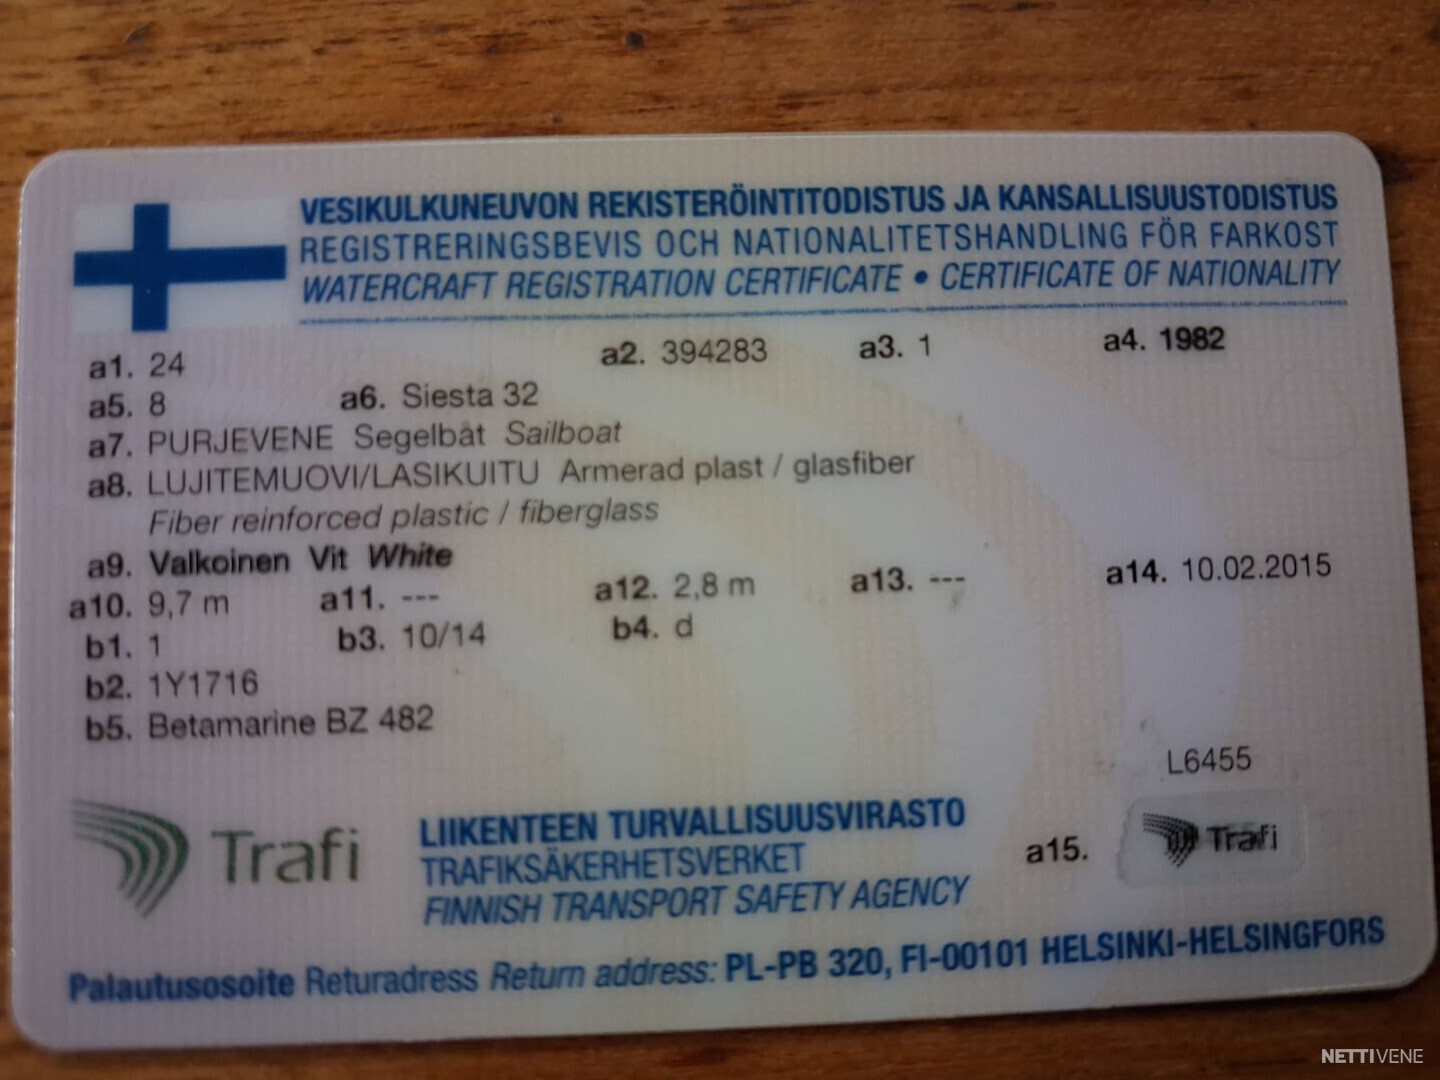 VESIKULKUNEUVON REKISTERÖINTITODISTUS JA KANSALLISUUSTODISTUS
REGISTRERINGSBEVIS OCH NATIONALITETSHANDLING FÖR FARKOST
WATERCRAFT REGISTRATION CERTIFICATE • CERTIFICATE OF NATIONALITY
a1. 24 a2. 394283 a3. 1 a4. 1982
a5. 8 a6. Siesta 32
a7. PURJEVENE Segelbåt Sailboat
a8. LUJITEMUOVI/LASIKUITU Armerad plast / glasfiber
Fiber reinforced plastic / fiberglass
a9. Valkoinen Vit White
a10. 9,7 m a11. --- a12. 2,8 m a13. --- a14. 10.02.2015
b1. 1 b3. 10/14 b4. d
b2. 1Y1716
b5. Betamarine BZ 482
L6455
Trafi
LIIKENTEEN TURVALLISUUSVIRASTO
TRAFIKSÄKERHETSVERKET
FINNISH TRANSPORT SAFETY AGENCY
a15. Trafi
Palautusosoite Returadress Return address: PL-PB 320, FI-00101 HELSINKI-HELSINGFORS
NETTIVENE